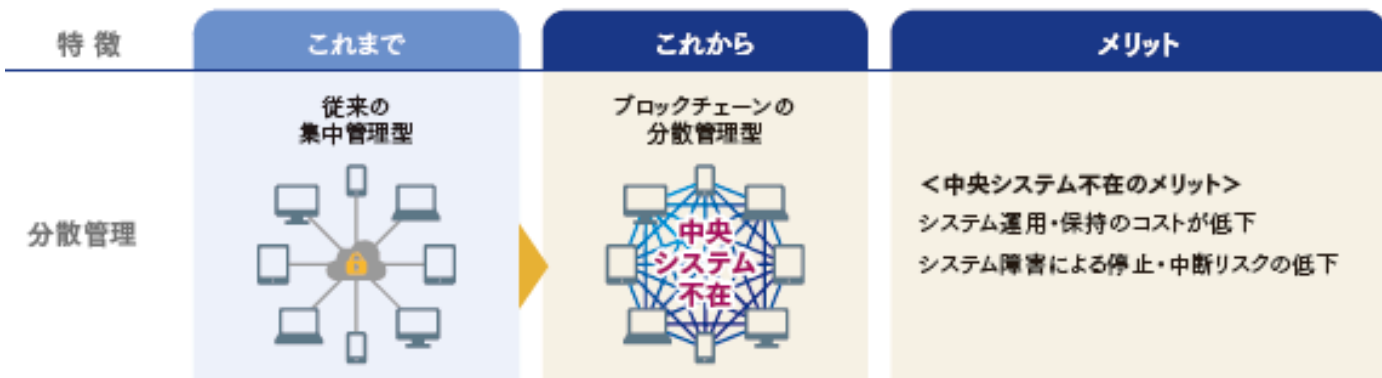 特徴
これまで
これから
メリット
分散管理
従来の
集中管理型
ブロックチェーンの
分散管理型
中央
システム
不在
＜中央システム不在のメリット＞
システム運用・保持のコストが低下
システム障害による停止・中断リスクの低下